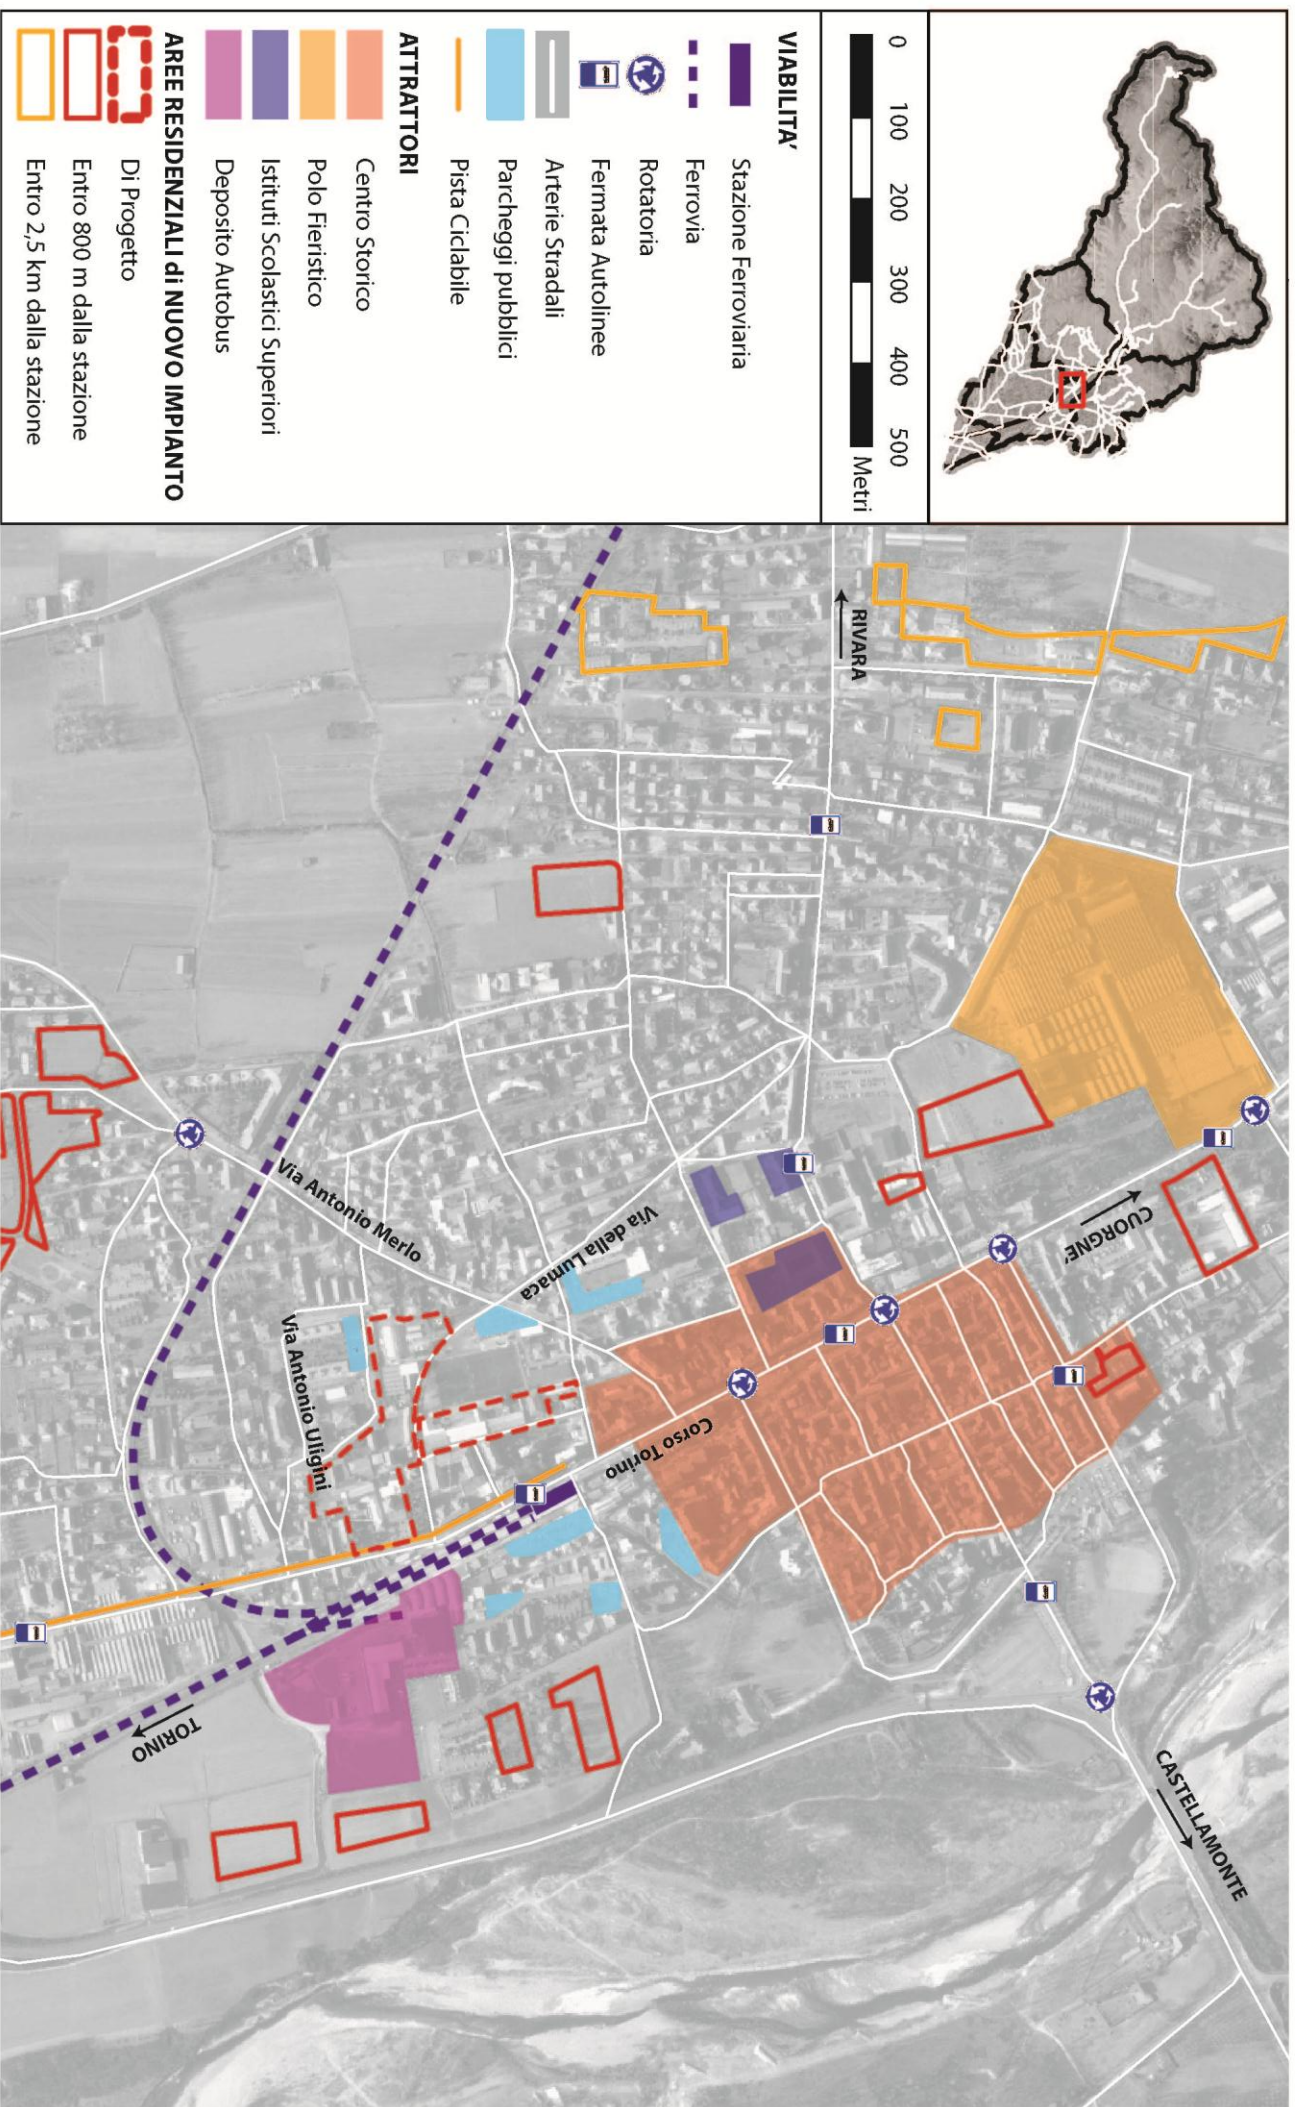 0 100 200 300 400 500
Metri
VIABILITA'
Stazione Ferroviaria
Ferrovia
Rotatoria
Fermata Autolinee
Arterie Stradali
Parcheggi pubblici
Pista Ciclabile
ATTRATTORI
Centro Storico
Polo Fieristico
Istituti Scolastici Superiori
Deposito Autobus
AREE RESIDENZIALI di NUOVO IMPIANTO
Di Progetto
Entro 800 m dalla stazione
Entro 2,5 km dalla stazione
RIVARA
CUORGNE'
CASTELLAMONTE
Via della Lumaca
Corso Torino
Via Antonio Merlo
Via Antonio Uligini
TORINO